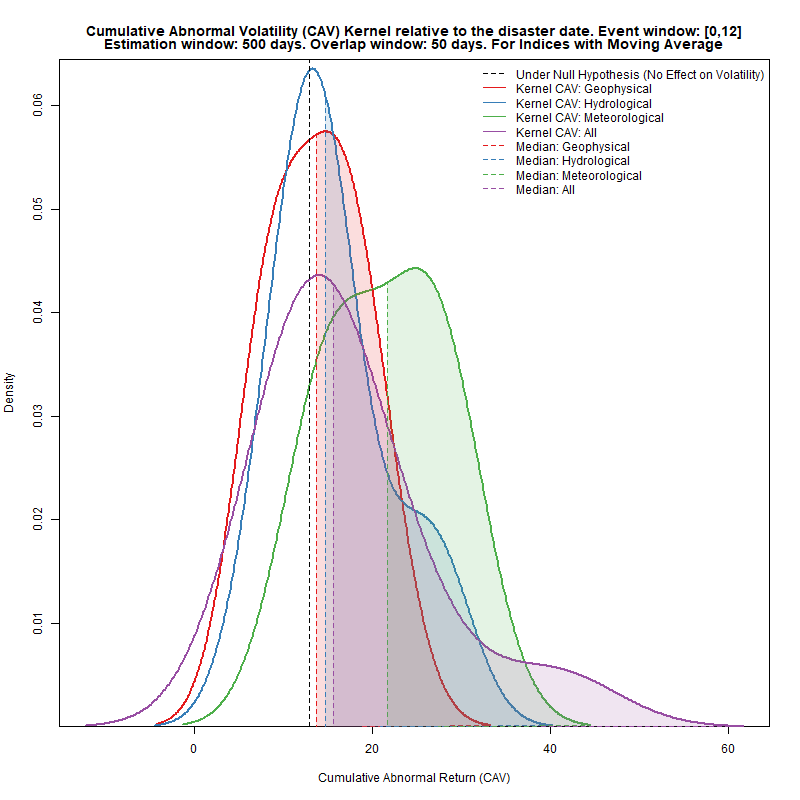 Cumulative Abnormal Volatility (CAV) Kernel relative to the disaster date. Event window: [0,12]
Estimation window: 500 days. Overlap window: 50 days. For Indices with Moving Average
Under Null Hypothesis (No Effect on Volatility)
Kernel CAV: Geophysical
Kernel CAV: Hydrological
Kernel CAV: Meteorological
Kernel CAV: All
Median: Geophysical
Median: Hydrological
Median: Meteorological
Median: All
0.06
0.05
0.04
0.03
0.02
0.01
Density
0 20 40 60
Cumulative Abnormal Return (CAV)